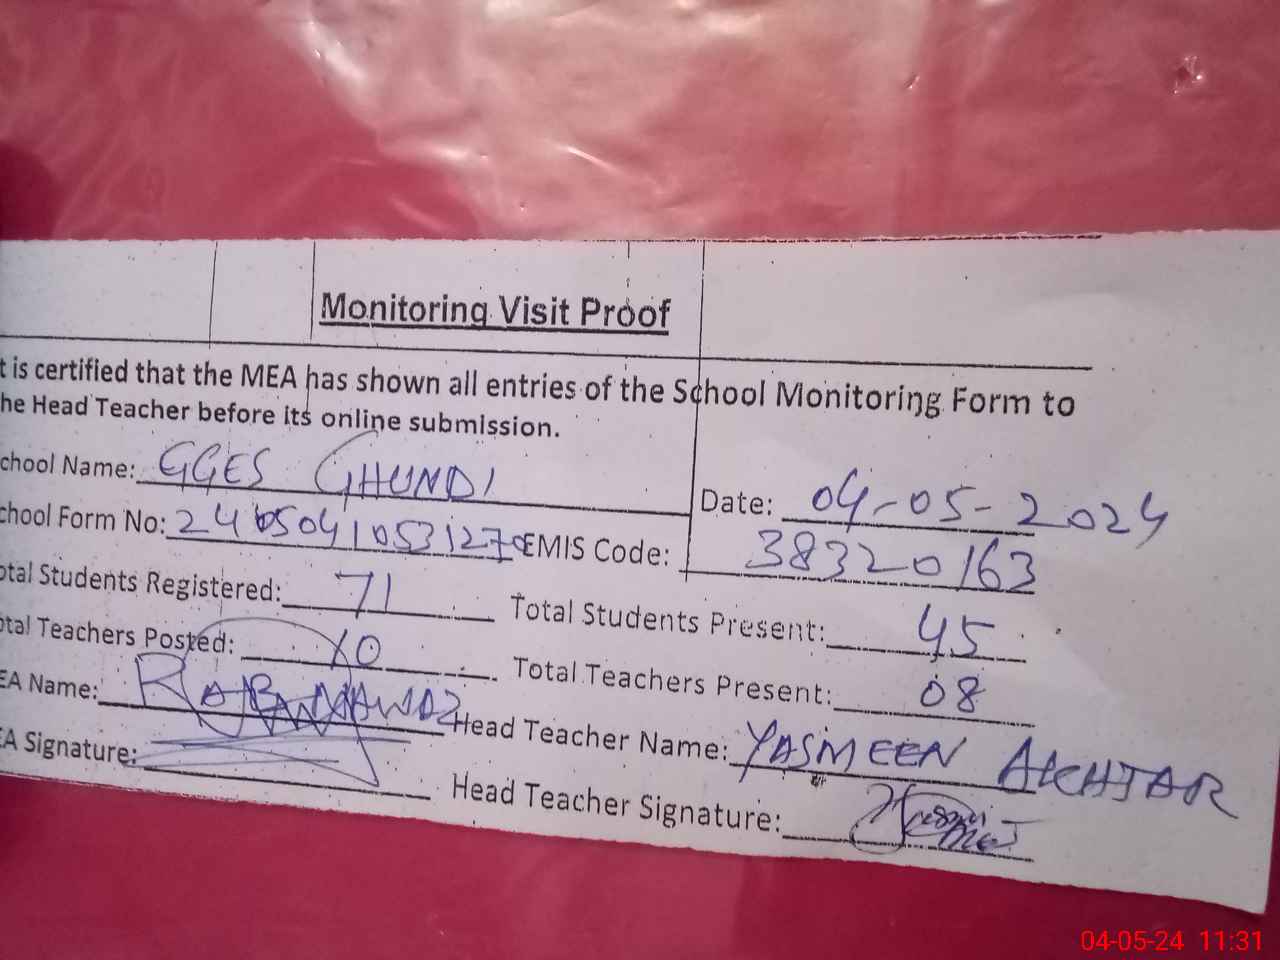 Monitoring Visit Proof
t is certified that the MEA has shown all entries of the School Monitoring Form to
he Head Teacher before its online submission.
chool Name: GGES GHUNDI
Date: 04-05-2024
chool Form No: EMIS Code: 38320163
otal Students Registered: 71 Total Students Present: 45
otal Teachers Posted: 10 Total Teachers Present: 08
EA Name: Head Teacher Name: YASMEEN AKHTAR
EA Signature: Head Teacher Signature:
04-05-24 11:31